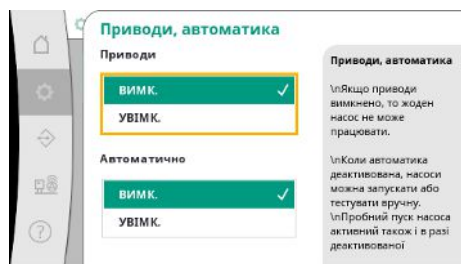 Приводи, автоматика
Приводи
ВИМК.
УВІМК.
Автоматично
ВИМК.
УВІМК.
Приводи, автоматика
\nЯкщо приводи
вимкнено, то жоден
насос не може
працювати.
\nКоли автоматика
деактивована, насоси
можна запускати або
тестувати вручну.
\nПробний пуск насоса
активний також і в разі
деактивованої